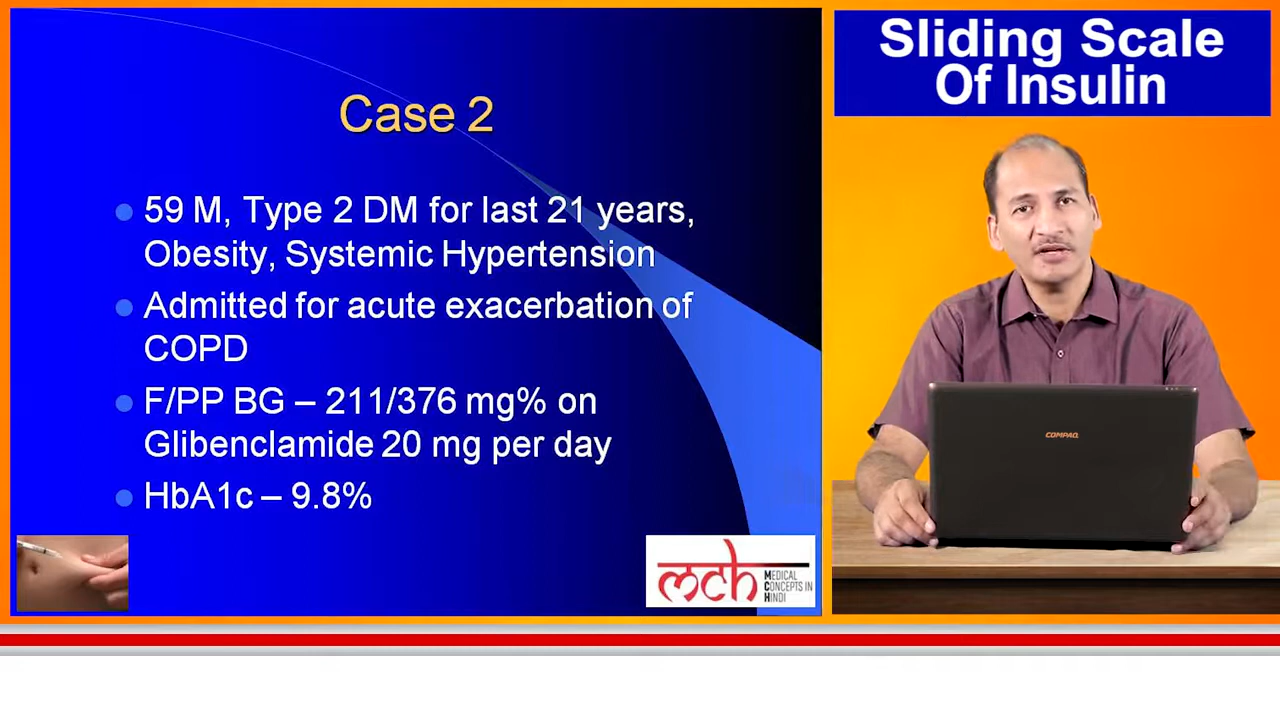 Sliding Scale
Of Insulin
Case 2
59 M, Type 2 DM for last 21 years,
Obesity, Systemic Hypertension
Admitted for acute exacerbation of
COPD
F/PP BG – 211/376 mg% on
Glibenclamide 20 mg per day
HbA1c – 9.8%
mch
MEDICAL
CONCEPTS IN
HINDI
COMPAQ